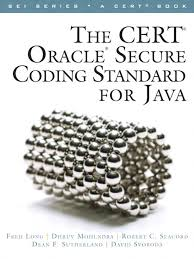 SEI SERIES • A CERT® BOOK
THE CERT®
ORACLE® SECURE
CODING STANDARD
FOR JAVA
FRED LONG | DHRUV MOHINDRA | ROBERT C. SEACORD
DEAN F. SUTHERLAND | DAVID SVOBODA